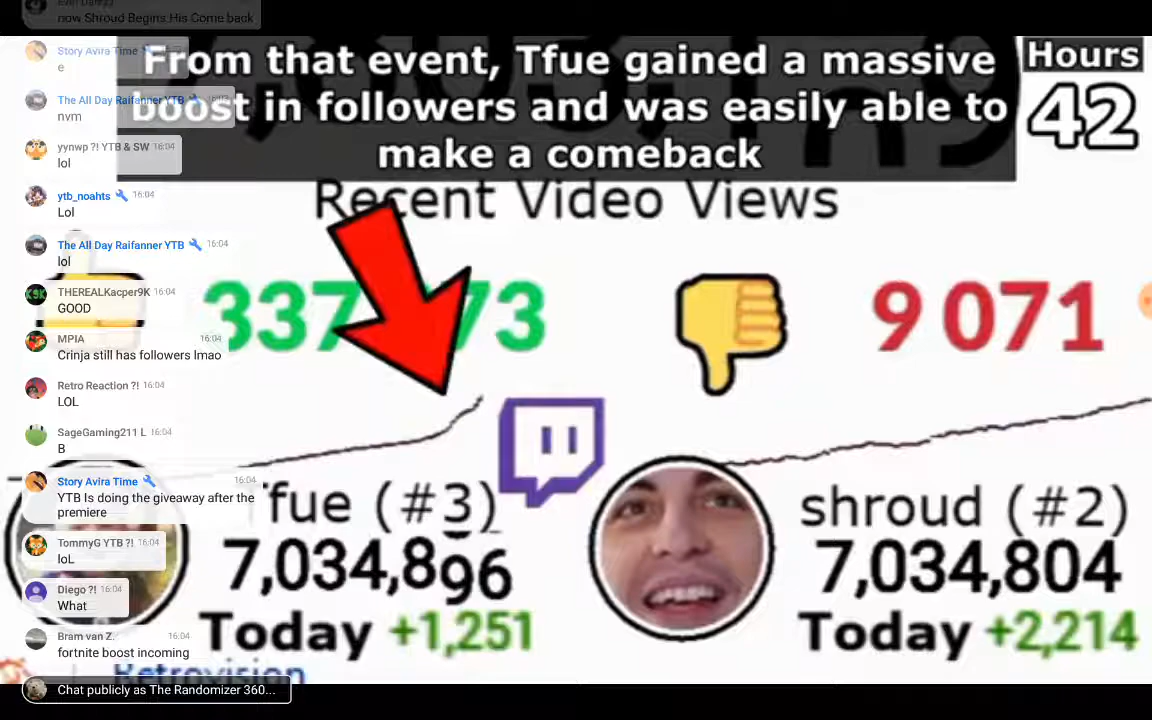 Ever Danrg
now Shroud Begins His Come back
Story Avira Time
e
The All Day Raifanner YTB
nvm
yynwp ?! YTB & SW 16:04
lol
ytb_noahts 16:04
Lol
The All Day Raifanner YTB 16:04
lol
THEREALKacper9K 16:04
GOOD
MPIA 16:04
Crinja still has followers lmao
Retro Reaction ?! 16:04
LOL
SageGaming211 L 16:04
B
Story Avira Time 16:04
YTB Is doing the giveaway after the
premiere
TommyG YTB ?! 16:04
loL
Diego ?! 16:04
What
Bram van Z. 16:04
fortnite boost incoming
Chat publicly as The Randomizer 360...
From that event, Tfue gained a massive
boost in followers and was easily able to
make a comeback
Hours
42
Recent Video Views
9 071
fue (#3)
7,034,896
Today +1,251
shroud (#2)
7,034,804
Today +2,214
Retrovision